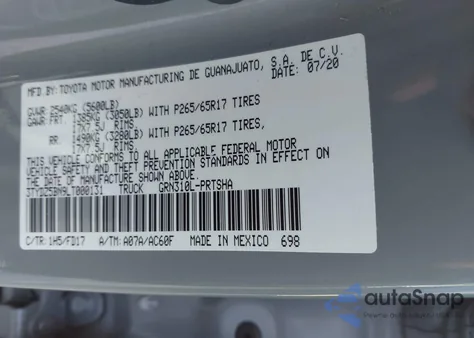 MFD BY: TOYOTA MOTOR MANUFACTURING DE GUANAJUATO, S.A. DE C.V.
DATE: 07/20
GVWR 2540KG (5600LB)
GAWR FRT 1385KG (3050LB) WITH P265/65R17 TIRES
17X7.5J RIMS
RR 1490KG (3280LB) WITH P265/65R17 TIRES,
17X7.5J RIMS
THIS VEHICLE CONFORMS TO ALL APPLICABLE FEDERAL MOTOR
VEHICLE SAFETY AND THEFT PREVENTION STANDARDS IN EFFECT ON
THE DATE OF MANUFACTURE SHOWN ABOVE.
TRUCK GRN310L-PRTSHA
C/TR: 1H5/FD17 A/TM: A07A/AC60F MADE IN MEXICO 698
autoSnap